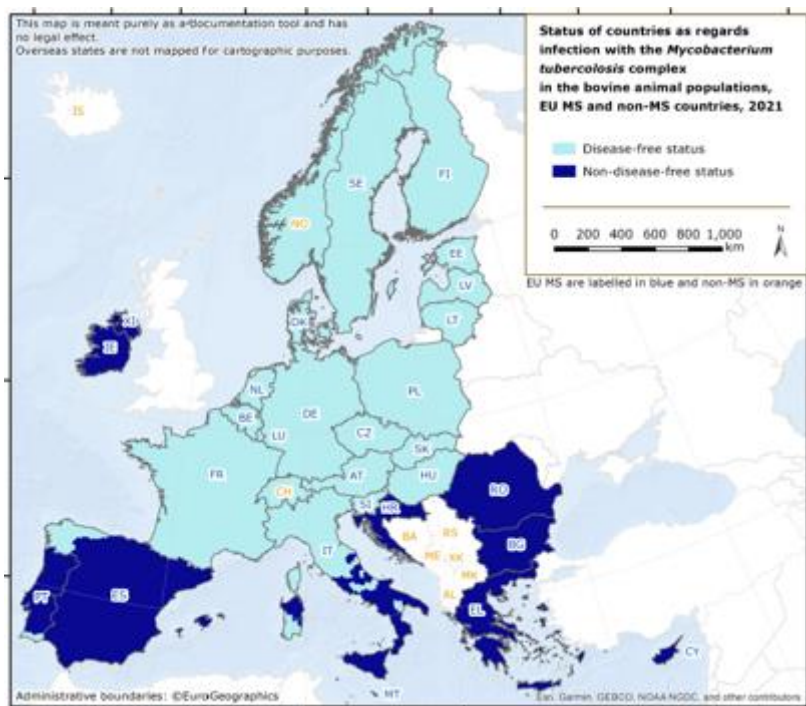 This map is meant purely as a documentation tool and has
no legal effect.
Overseas states are not mapped for cartographic purposes.
Status of countries as regards
infection with the Mycobacterium
tubercolosis complex
in the bovine animal populations,
EU MS and non-MS countries, 2021
Disease-free status
Non-disease-free status
0 200 400 600 800 1,000
km
N
EU MS are labelled in blue and non-MS in orange
IS
NO
SE
FI
EE
LV
LT
DK
XI
IE
NL
BE
LU
DE
PL
CZ
SK
FR
CH
AT
HU
SI
HR
RO
IT
BA
RS
ME
XK
BG
MK
AL
PT
ES
EL
CY
MT
Administrative boundaries: ©EuroGeographics
Esri, Garmin, GEBCO, NOAA NGDC, and other contributors